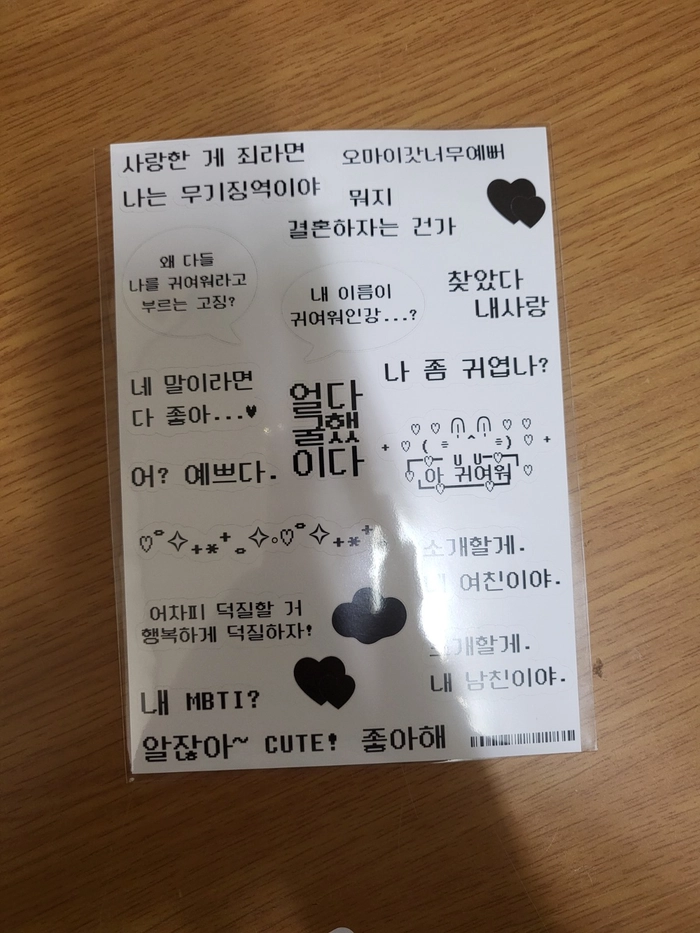 사랑한 게 죄라면
나는 무기징역이야
오마이갓너무예뻐
뭐지
결혼하자는 건가
왜 다들
나를 귀여워라고
부르는 고징?
내 이름이
귀여워인강...?
찾았다
내사랑
네 말이라면
다 좋아...♥
얼다
굴했
이다
나 좀 귀엽나?
어? 예쁘다.
아 귀여워
소개할게.
내 여친이야.
어차피 덕질할 거
행복하게 덕질하자!
소개할게.
내 남친이야.
내 MBTI?
알잖아~ CUTE! 좋아해